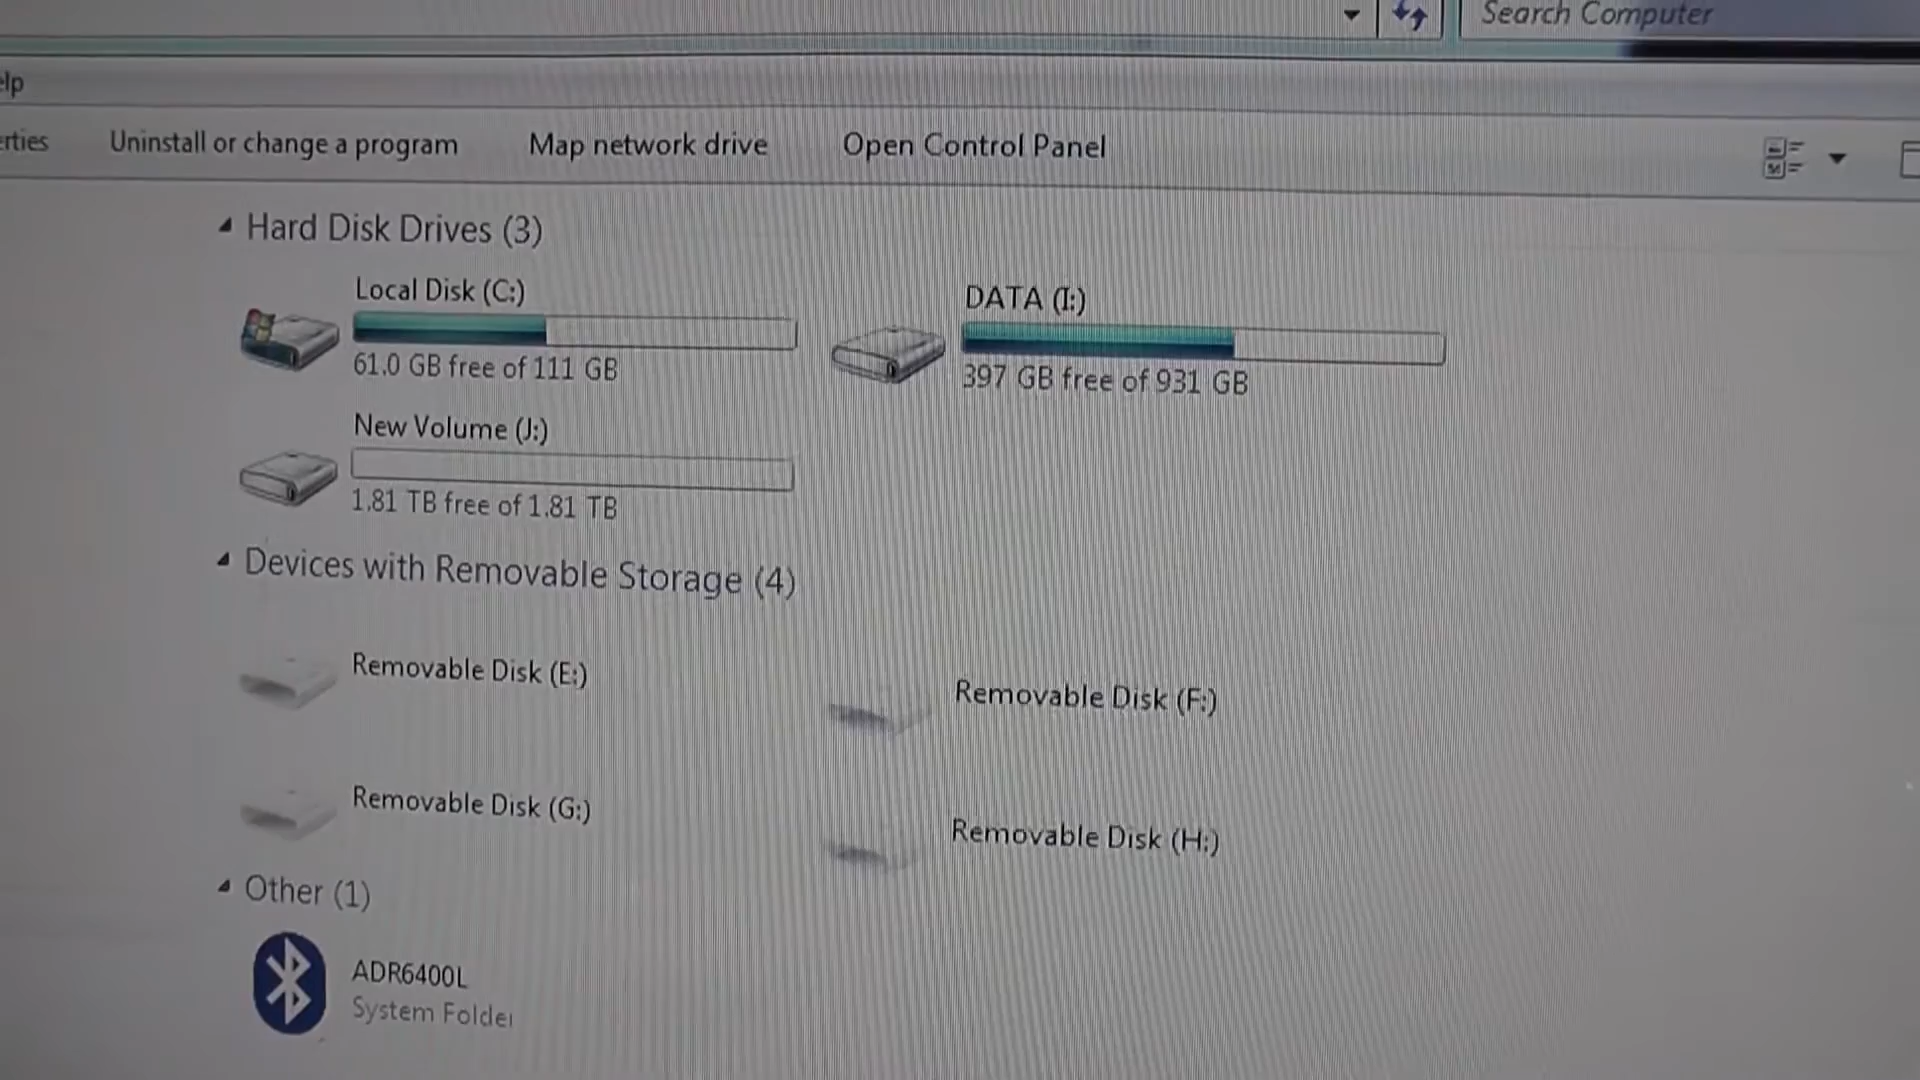 Search Computer
elp
erties Uninstall or change a program Map network drive Open Control Panel
Hard Disk Drives (3)
Local Disk (C:)
61.0 GB free of 111 GB
DATA (I:)
397 GB free of 931 GB
New Volume (J:)
1.81 TB free of 1.81 TB
Devices with Removable Storage (4)
Removable Disk (E:)
Removable Disk (F:)
Removable Disk (G:)
Removable Disk (H:)
Other (1)
ADR6400L
System Folder